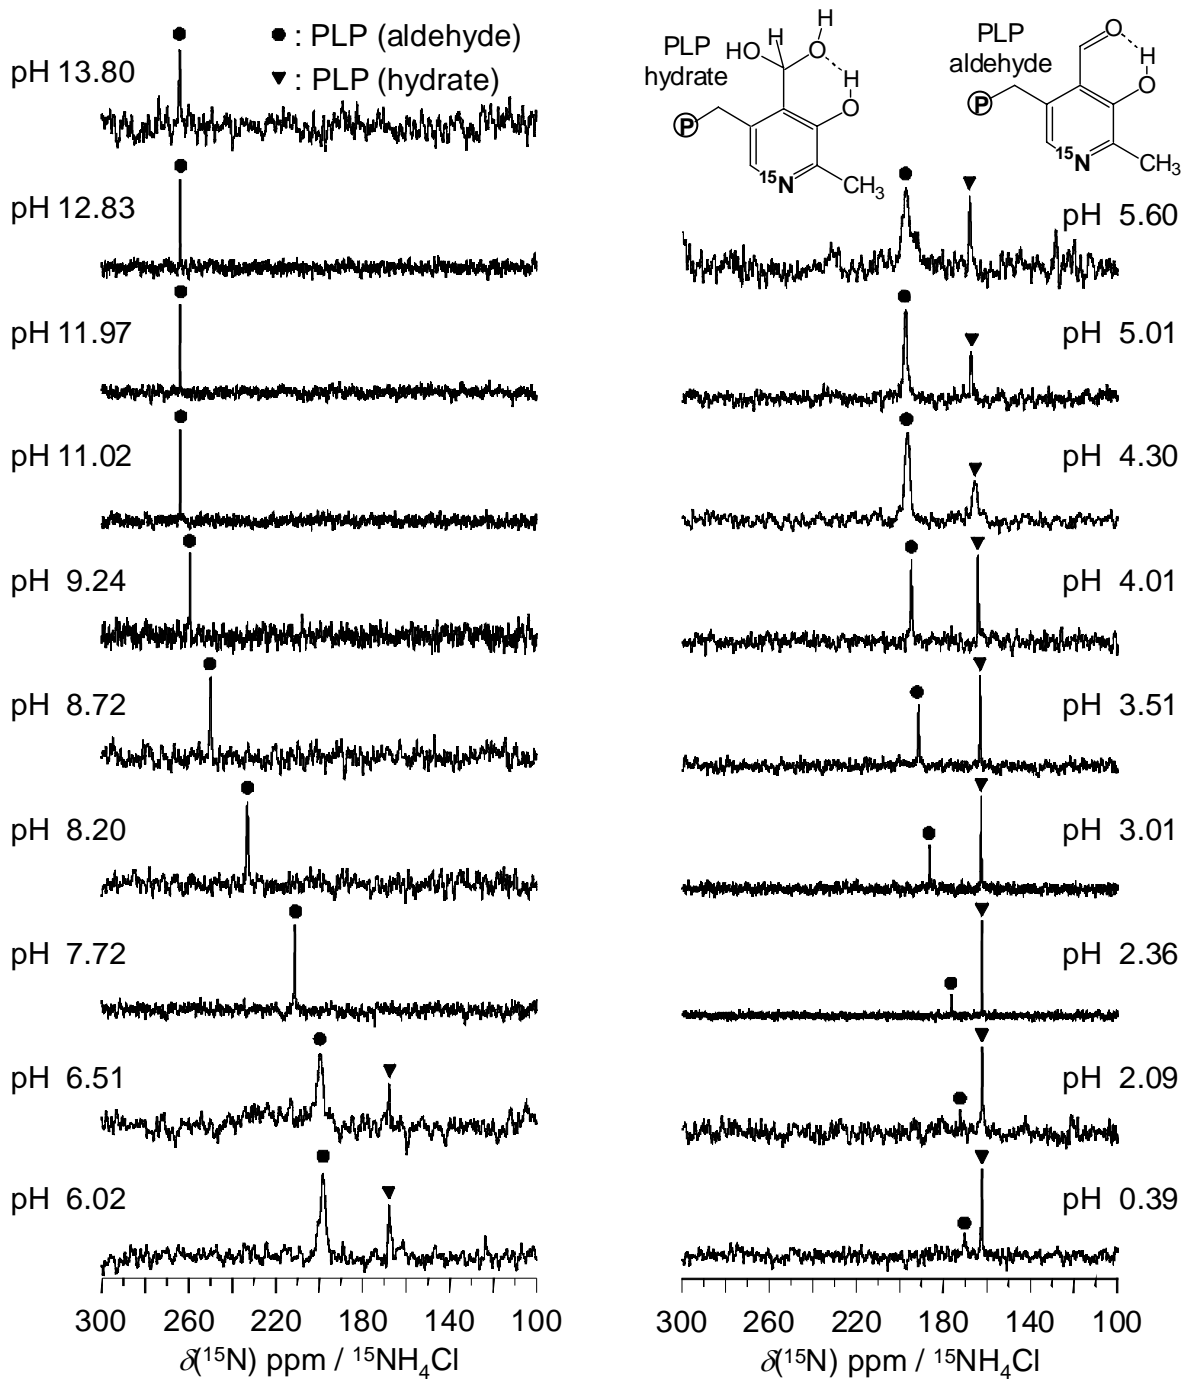 ● : PLP (aldehyde)
▼ : PLP (hydrate)
pH 13.80
pH 12.83
pH 11.97
pH 11.02
pH 9.24
pH 8.72
pH 8.20
pH 7.72
pH 6.51
pH 6.02
300 260 220 180 140 100
δ(¹⁵N) ppm / ¹⁵NH₄Cl
PLP
hydrate
H
H
HO
O
H
O
P
¹⁵N
CH₃
PLP
aldehyde
O
H
O
P
¹⁵N
CH₃
pH 5.60
pH 5.01
pH 4.30
pH 4.01
pH 3.51
pH 3.01
pH 2.36
pH 2.09
pH 0.39
300 260 220 180 140 100
δ(¹⁵N) ppm / ¹⁵NH₄Cl